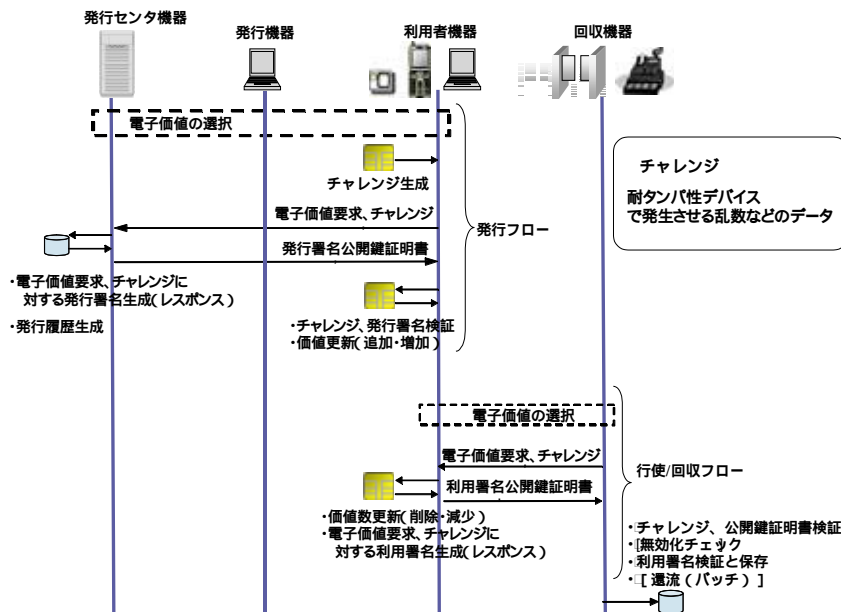 発行センタ機器
発行機器
利用者機器
回収機器
電子価値の選択
チャレンジ生成
電子価値要求、チャレンジ
発行署名公開鍵証明書
・電子価値要求、チャレンジに
対する発行署名生成(レスポンス)
・発行履歴生成
・チャレンジ、発行署名検証
・価値更新(追加・増加)
発行フロー
チャレンジ
耐タンパ性デバイス
で発生させる乱数などのデータ
電子価値の選択
電子価値要求、チャレンジ
利用署名公開鍵証明書
・価値数更新(削除・減少)
・電子価値要求、チャレンジに
対する利用署名生成(レスポンス)
行使/回収フロー
・チャレンジ、公開鍵証明書検証
・[無効化チェック
・利用署名検証と保存
・[ 還流(バッチ) ]